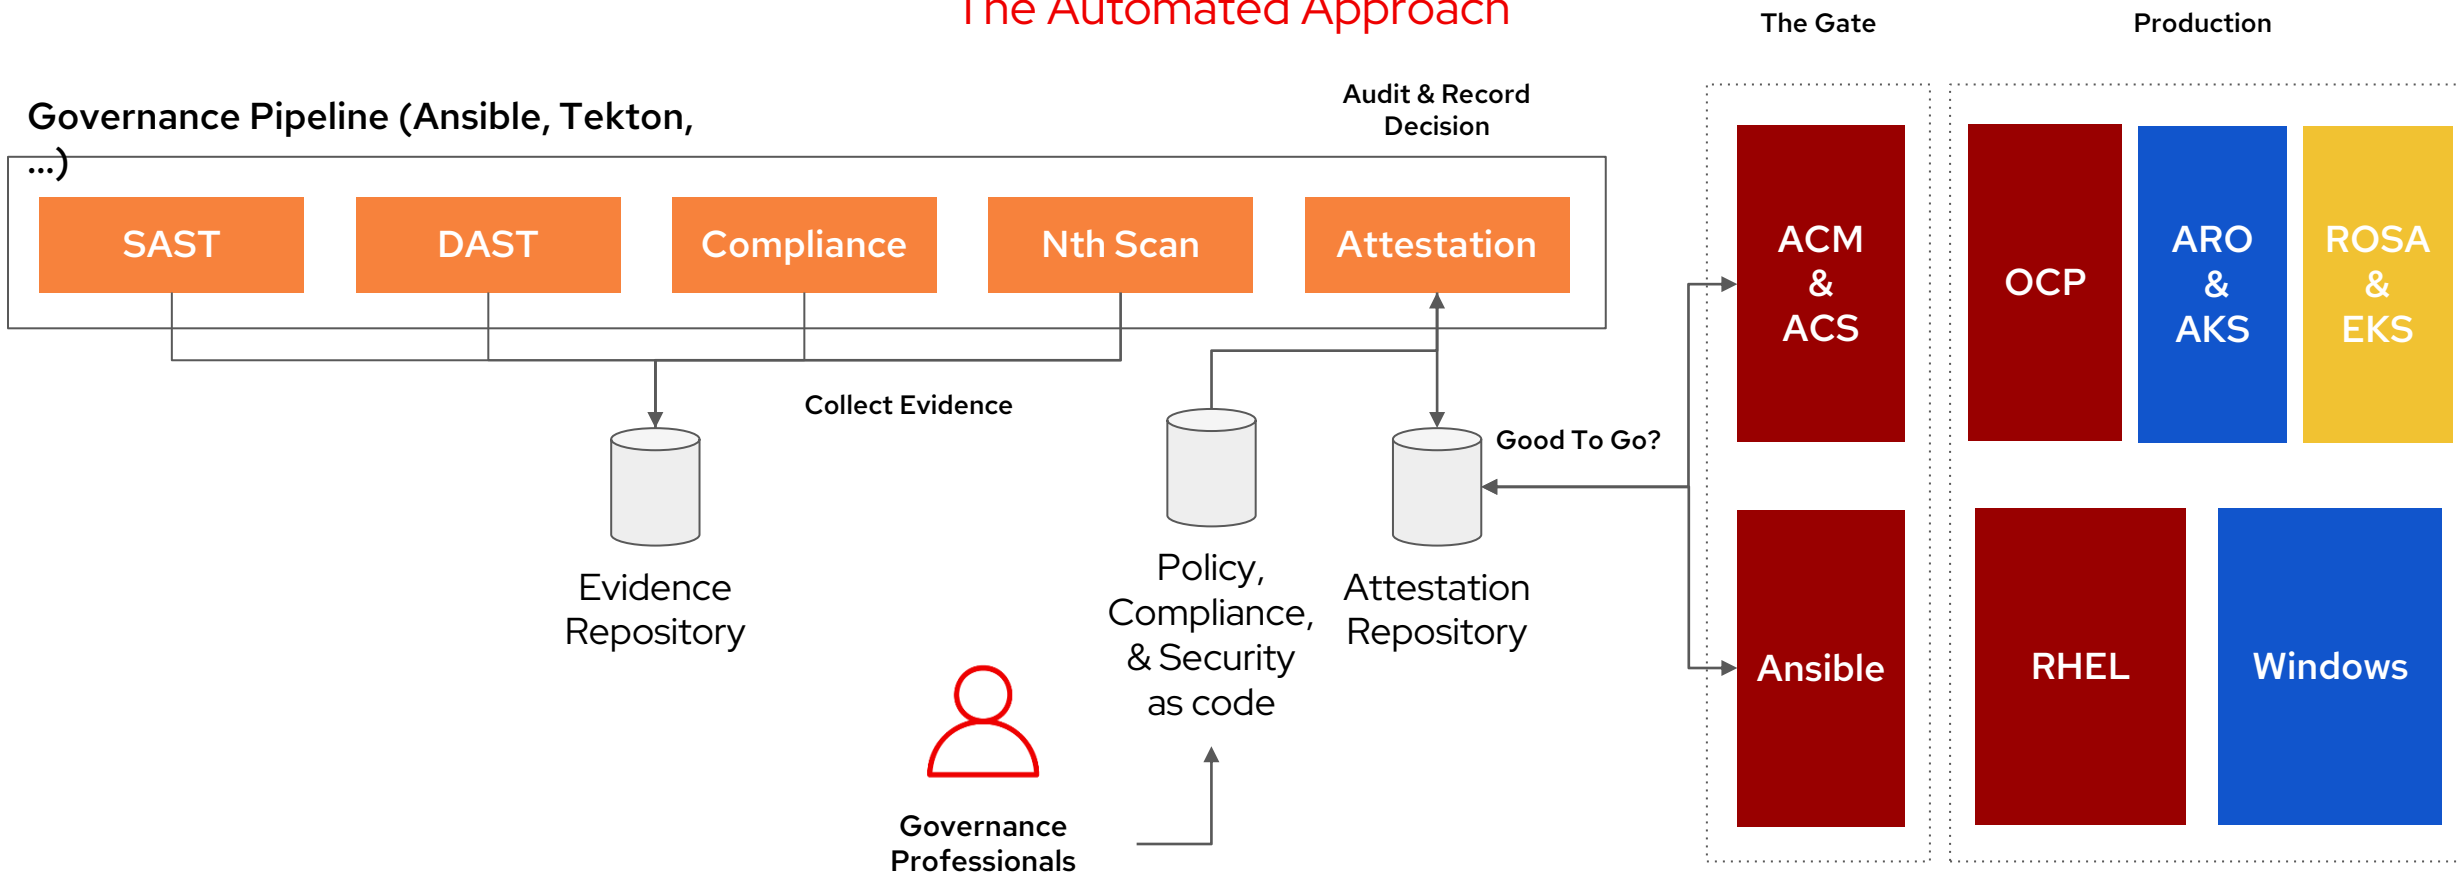 The Automated Approach
The Gate
Production
Governance Pipeline (Ansible, Tekton,
...)
Audit & Record
Decision
SAST
DAST
Compliance
Nth Scan
Attestation
Collect Evidence
Good To Go?
Evidence
Repository
Policy,
Compliance,
& Security
as code
Attestation
Repository
Governance
Professionals
ACM
&
ACS
Ansible
OCP
ARO
&
AKS
ROSA
&
EKS
RHEL
Windows